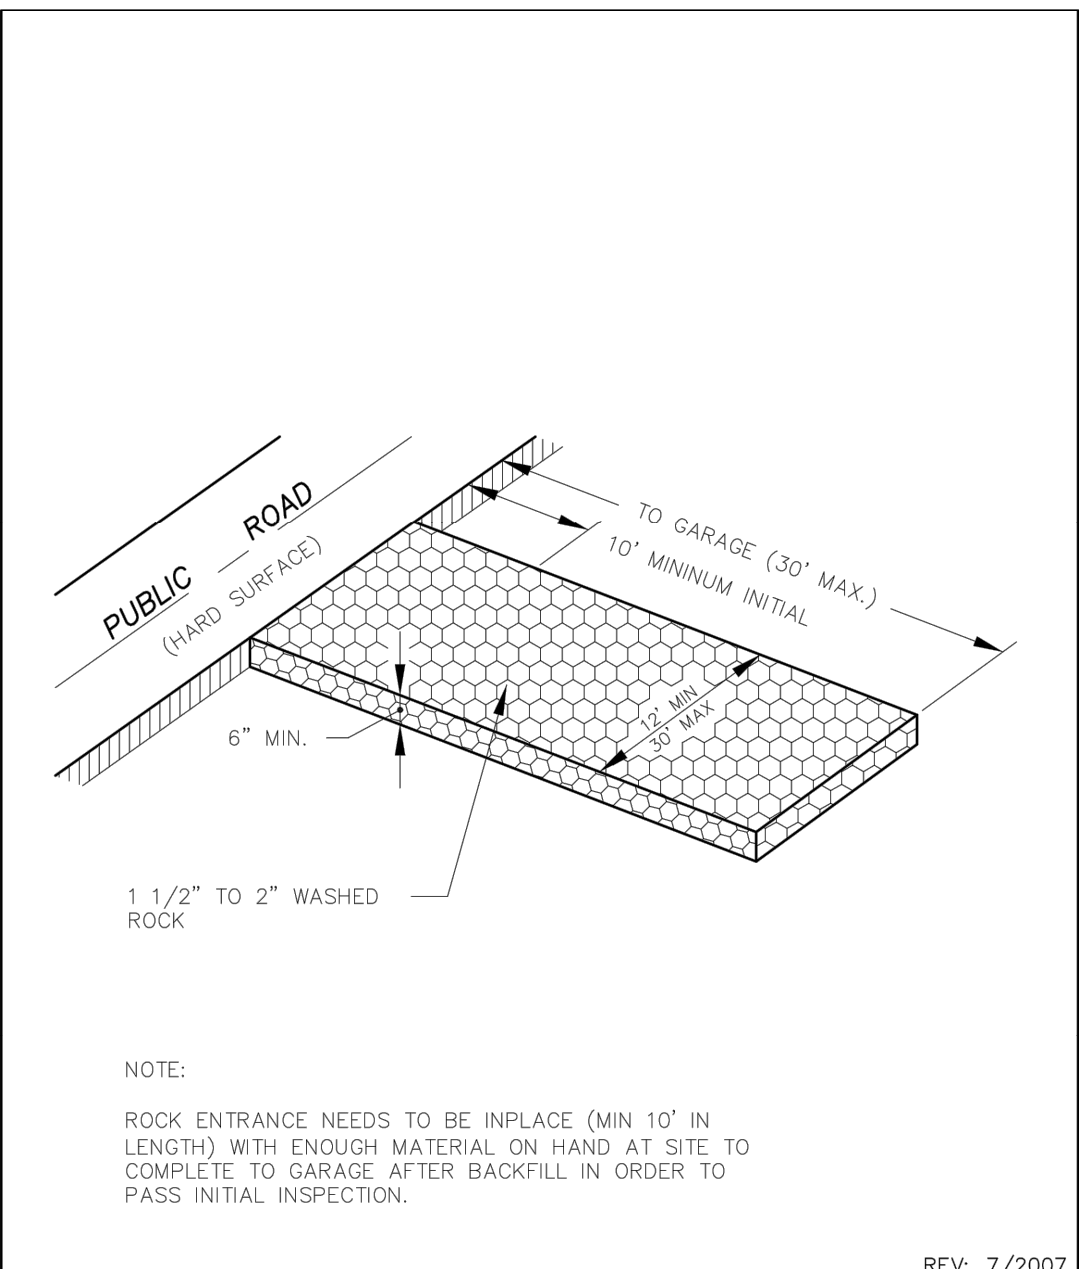 PUBLIC ROAD
(HARD SURFACE)
TO GARAGE (30' MAX.)
10' MININUM INITIAL
12' MIN
30' MAX
6" MIN.
1 1/2" TO 2" WASHED
ROCK
NOTE:
ROCK ENTRANCE NEEDS TO BE INPLACE (MIN 10' IN
LENGTH) WITH ENOUGH MATERIAL ON HAND AT SITE TO
COMPLETE TO GARAGE AFTER BACKFILL IN ORDER TO
PASS INITIAL INSPECTION.
REV: 7/2007